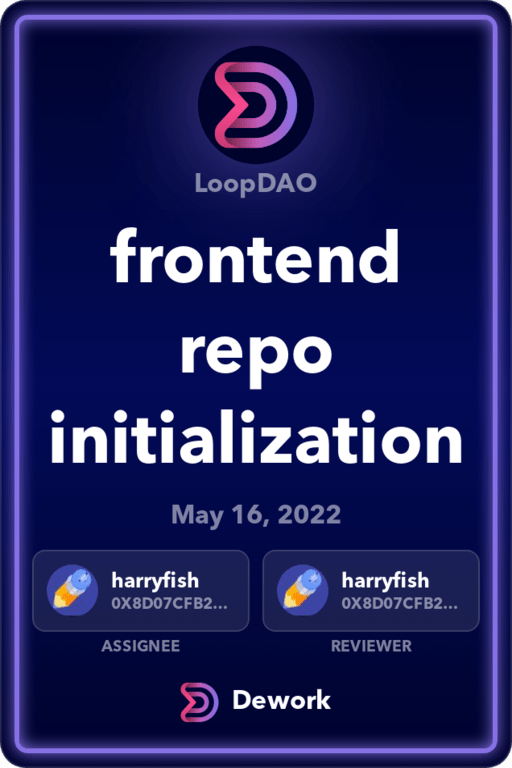 LoopDAO
frontend
repo
initialization
May 16, 2022
harryfish
0X8D07CFB2...
ASSIGNEE
harryfish
0X8D07CFB2...
REVIEWER
Dework